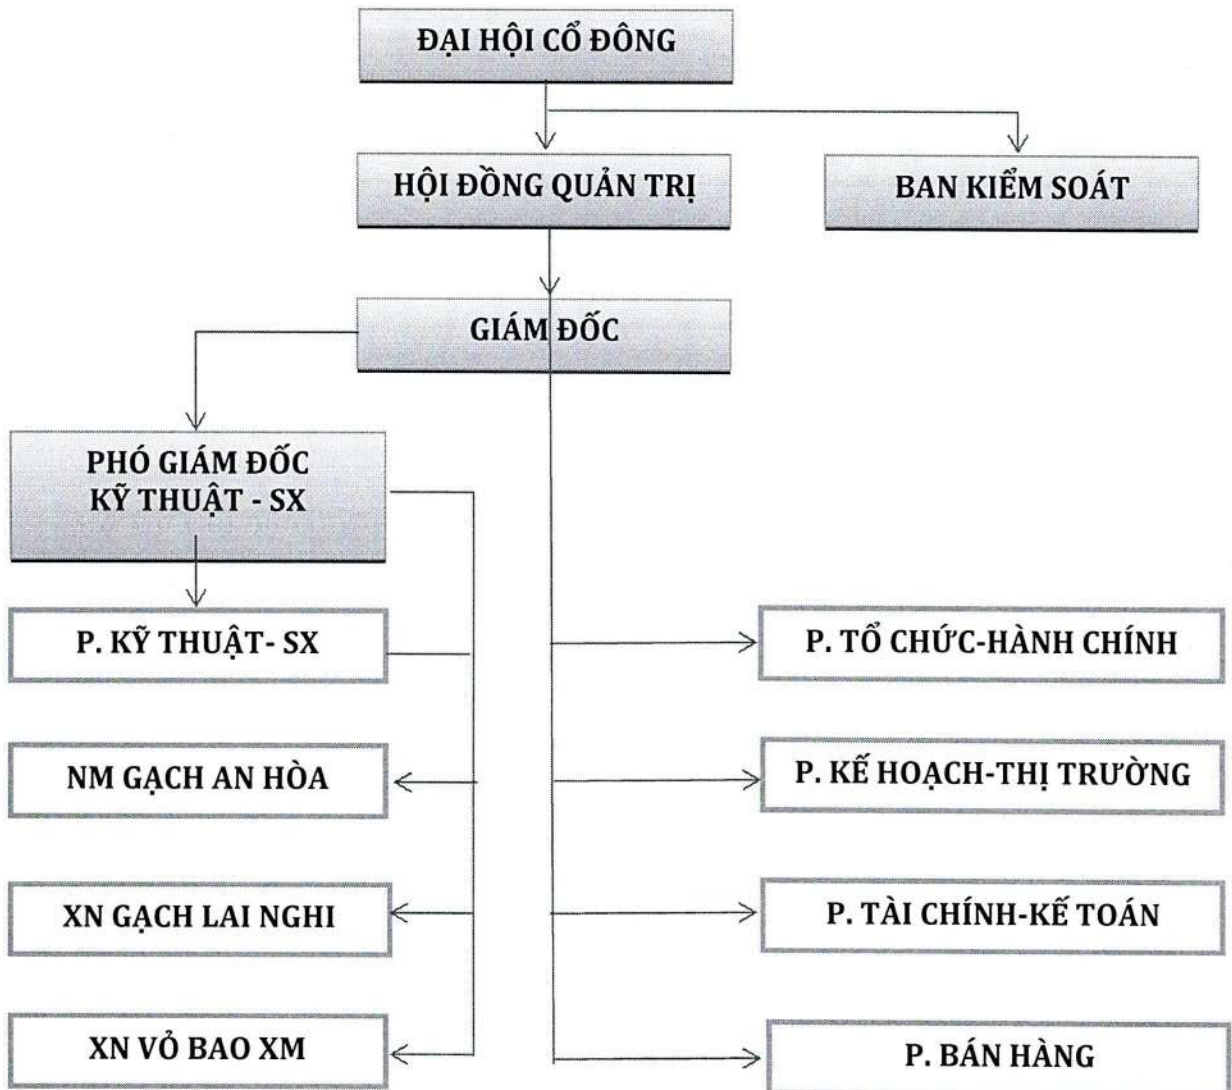 ĐẠI HỘI CỔ ĐÔNG
HỘI ĐỒNG QUẢN TRỊ
BAN KIỂM SOÁT
GIÁM ĐỐC
PHÓ GIÁM ĐỐC
KỸ THUẬT - SX
P. KỸ THUẬT- SX
P. TỔ CHỨC-HÀNH CHÍNH
NM GẠCH AN HÒA
P. KẾ HOẠCH-THỊ TRƯỜNG
XN GẠCH LAI NGHI
P. TÀI CHÍNH-KẾ TOÁN
XN VỎ BAO XM
P. BÁN HÀNG